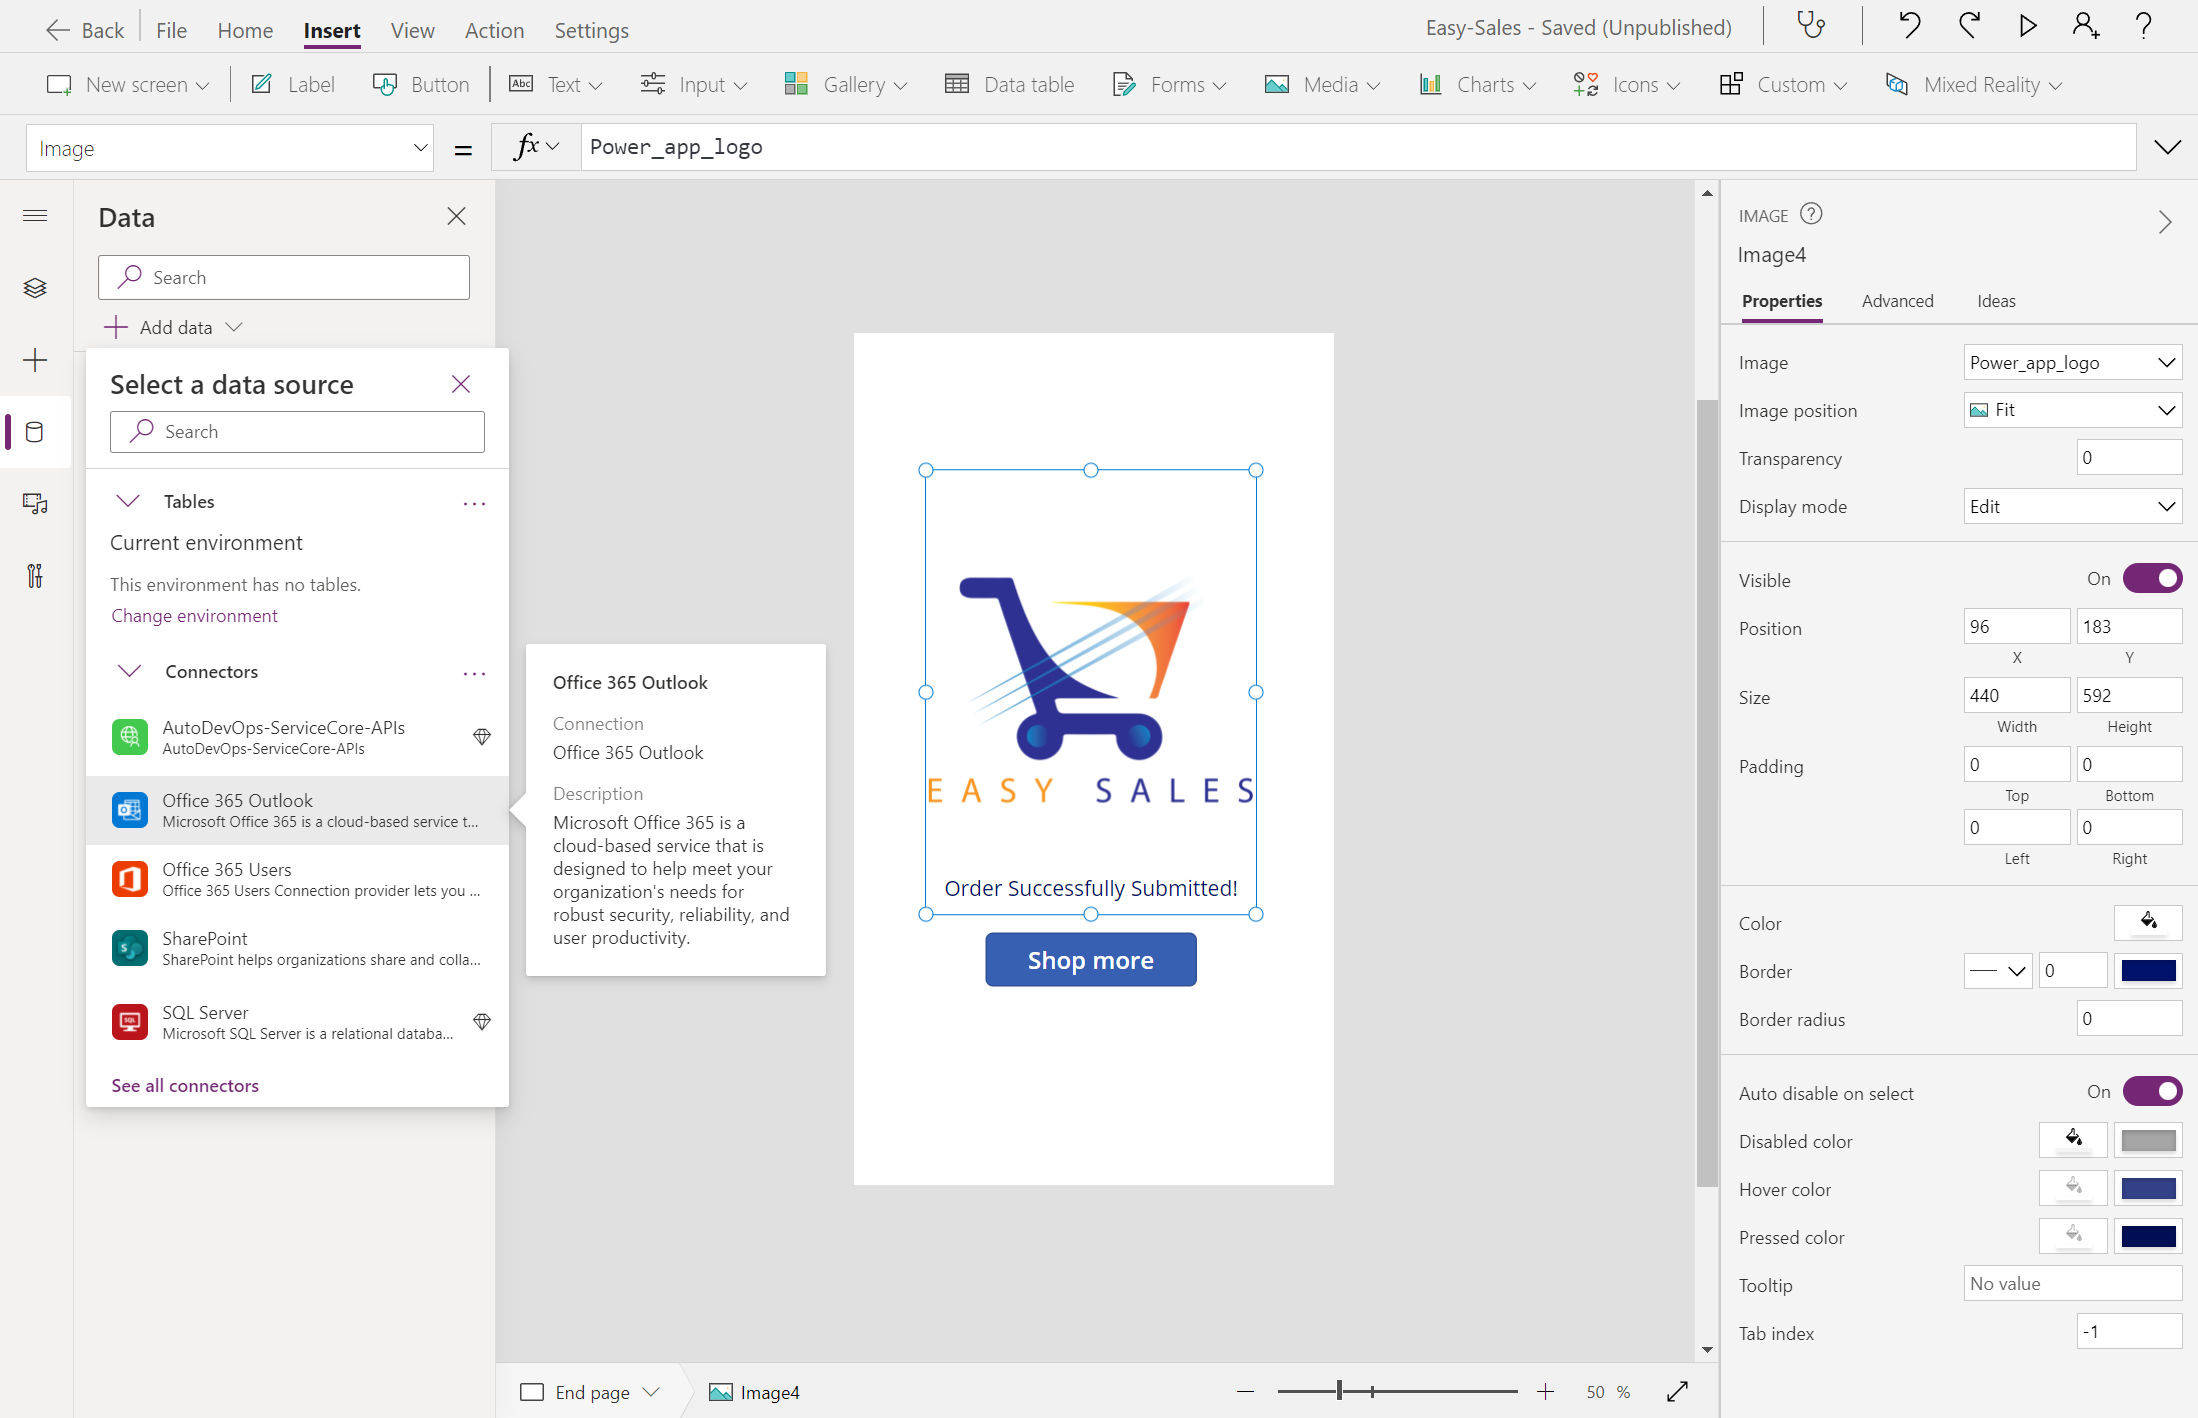 Back
File
Home
Insert
View
Action
Settings
Easy-Sales - Saved (Unpublished)
New screen
Label
Button
Abc
Text
Input
Gallery
Data table
Forms
Media
Charts
Icons
Custom
Mixed Reality
Image
=
fx
Power_app_logo
Data
Search
Add data
Select a data source
Search
Tables
Current environment
This environment has no tables.
Change environment
Connectors
AutoDevOps-ServiceCore-APIs
AutoDevOps-ServiceCore-APIs
Office 365 Outlook
Microsoft Office 365 is a cloud-based service t...
Office 365 Users
Office 365 Users Connection provider lets you ...
SharePoint
SharePoint helps organizations share and colla...
SQL
SQL Server
Microsoft SQL Server is a relational databa...
See all connectors
Office 365 Outlook
Connection
Office 365 Outlook
Description
Microsoft Office 365 is a
cloud-based service that is
designed to help meet your
organization's needs for
robust security, reliability, and
user productivity.
EASY SALES
Order Successfully Submitted!
Shop more
End page
Image4
50 %
IMAGE
Image4
Properties
Advanced
Ideas
Image
Power_app_logo
Image position
Fit
Transparency
0
Display mode
Edit
Visible
On
Position
96
183
X
Y
Size
440
592
Width
Height
Padding
0
0
Top
Bottom
0
0
Left
Right
Color
Border
0
Border radius
0
Auto disable on select
On
Disabled color
Hover color
Pressed color
Tooltip
No value
Tab index
-1